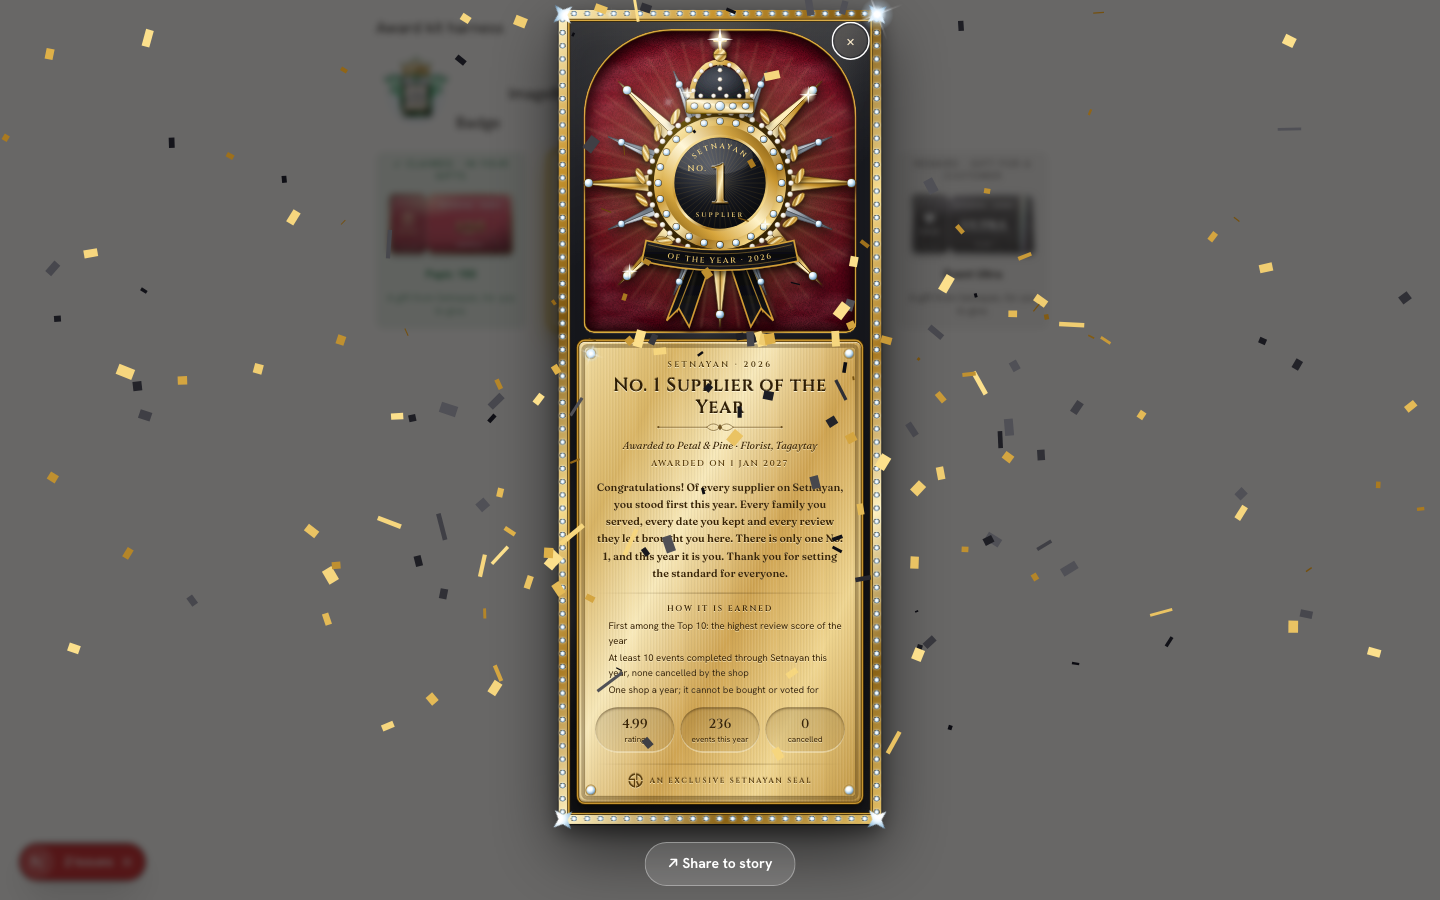 Award kit harness
Badge
×
SETNAYAN
NO. 1
SUPPLIER
OF THE YEAR · 2026
SETNAYAN · 2026
No. 1 Supplier of the
Year
Awarded to Petal & Pine · Florist, Tagaytay
AWARDED ON 1 JAN 2027
Congratulations! Of every supplier on Setnayan,
you stood first this year. Every family you
served, every date you kept and every review
they left brought you here. There is only one No.
1, and this year it is you. Thank you for setting
the standard for everyone.
HOW IT IS EARNED
First among the Top 10: the highest review score of the
year
At least 10 events completed through Setnayan this
year, none cancelled by the shop
One shop a year; it cannot be bought or voted for
4.99
236
0
rating
events this year
cancelled
AN EXCLUSIVE SETNAYAN SEAL
↗ Share to story